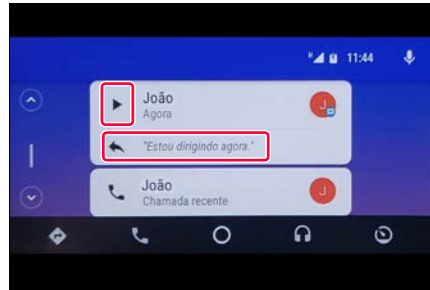 11:44
João
Agora
J
"Estou dirigindo agora."
João
Chamada recente
J